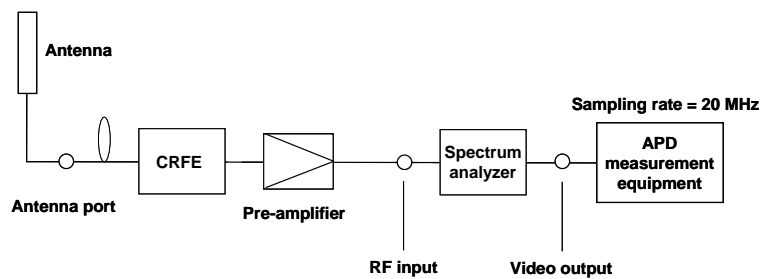 Antenna
Sampling rate = 20 MHz
CRFE
Spectrum
analyzer
APD
measurement
equipment
Antenna port
Pre-amplifier
RF input
Video output